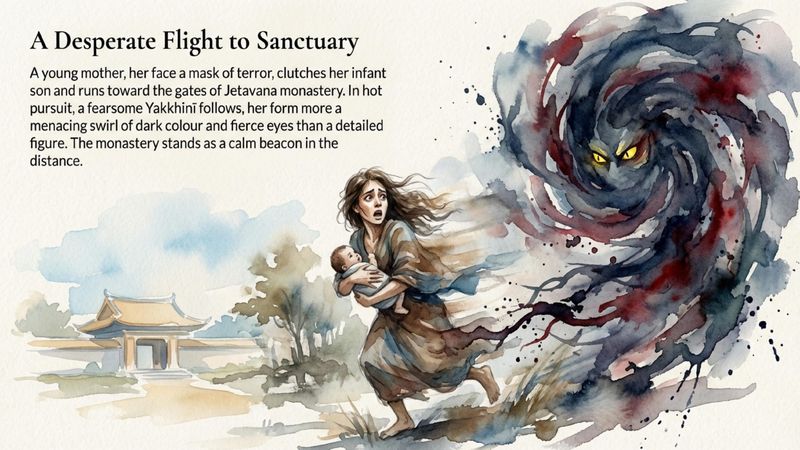 A Desperate Flight to Sanctuary
A young mother, her face a mask of terror, clutches her infant
son and runs toward the gates of Jetavana monastery. In hot
pursuit, a fearsome Yakkhinī follows, her form more a
menacing swirl of dark colour and fierce eyes than a detailed
figure. The monastery stands as a calm beacon in the
distance.